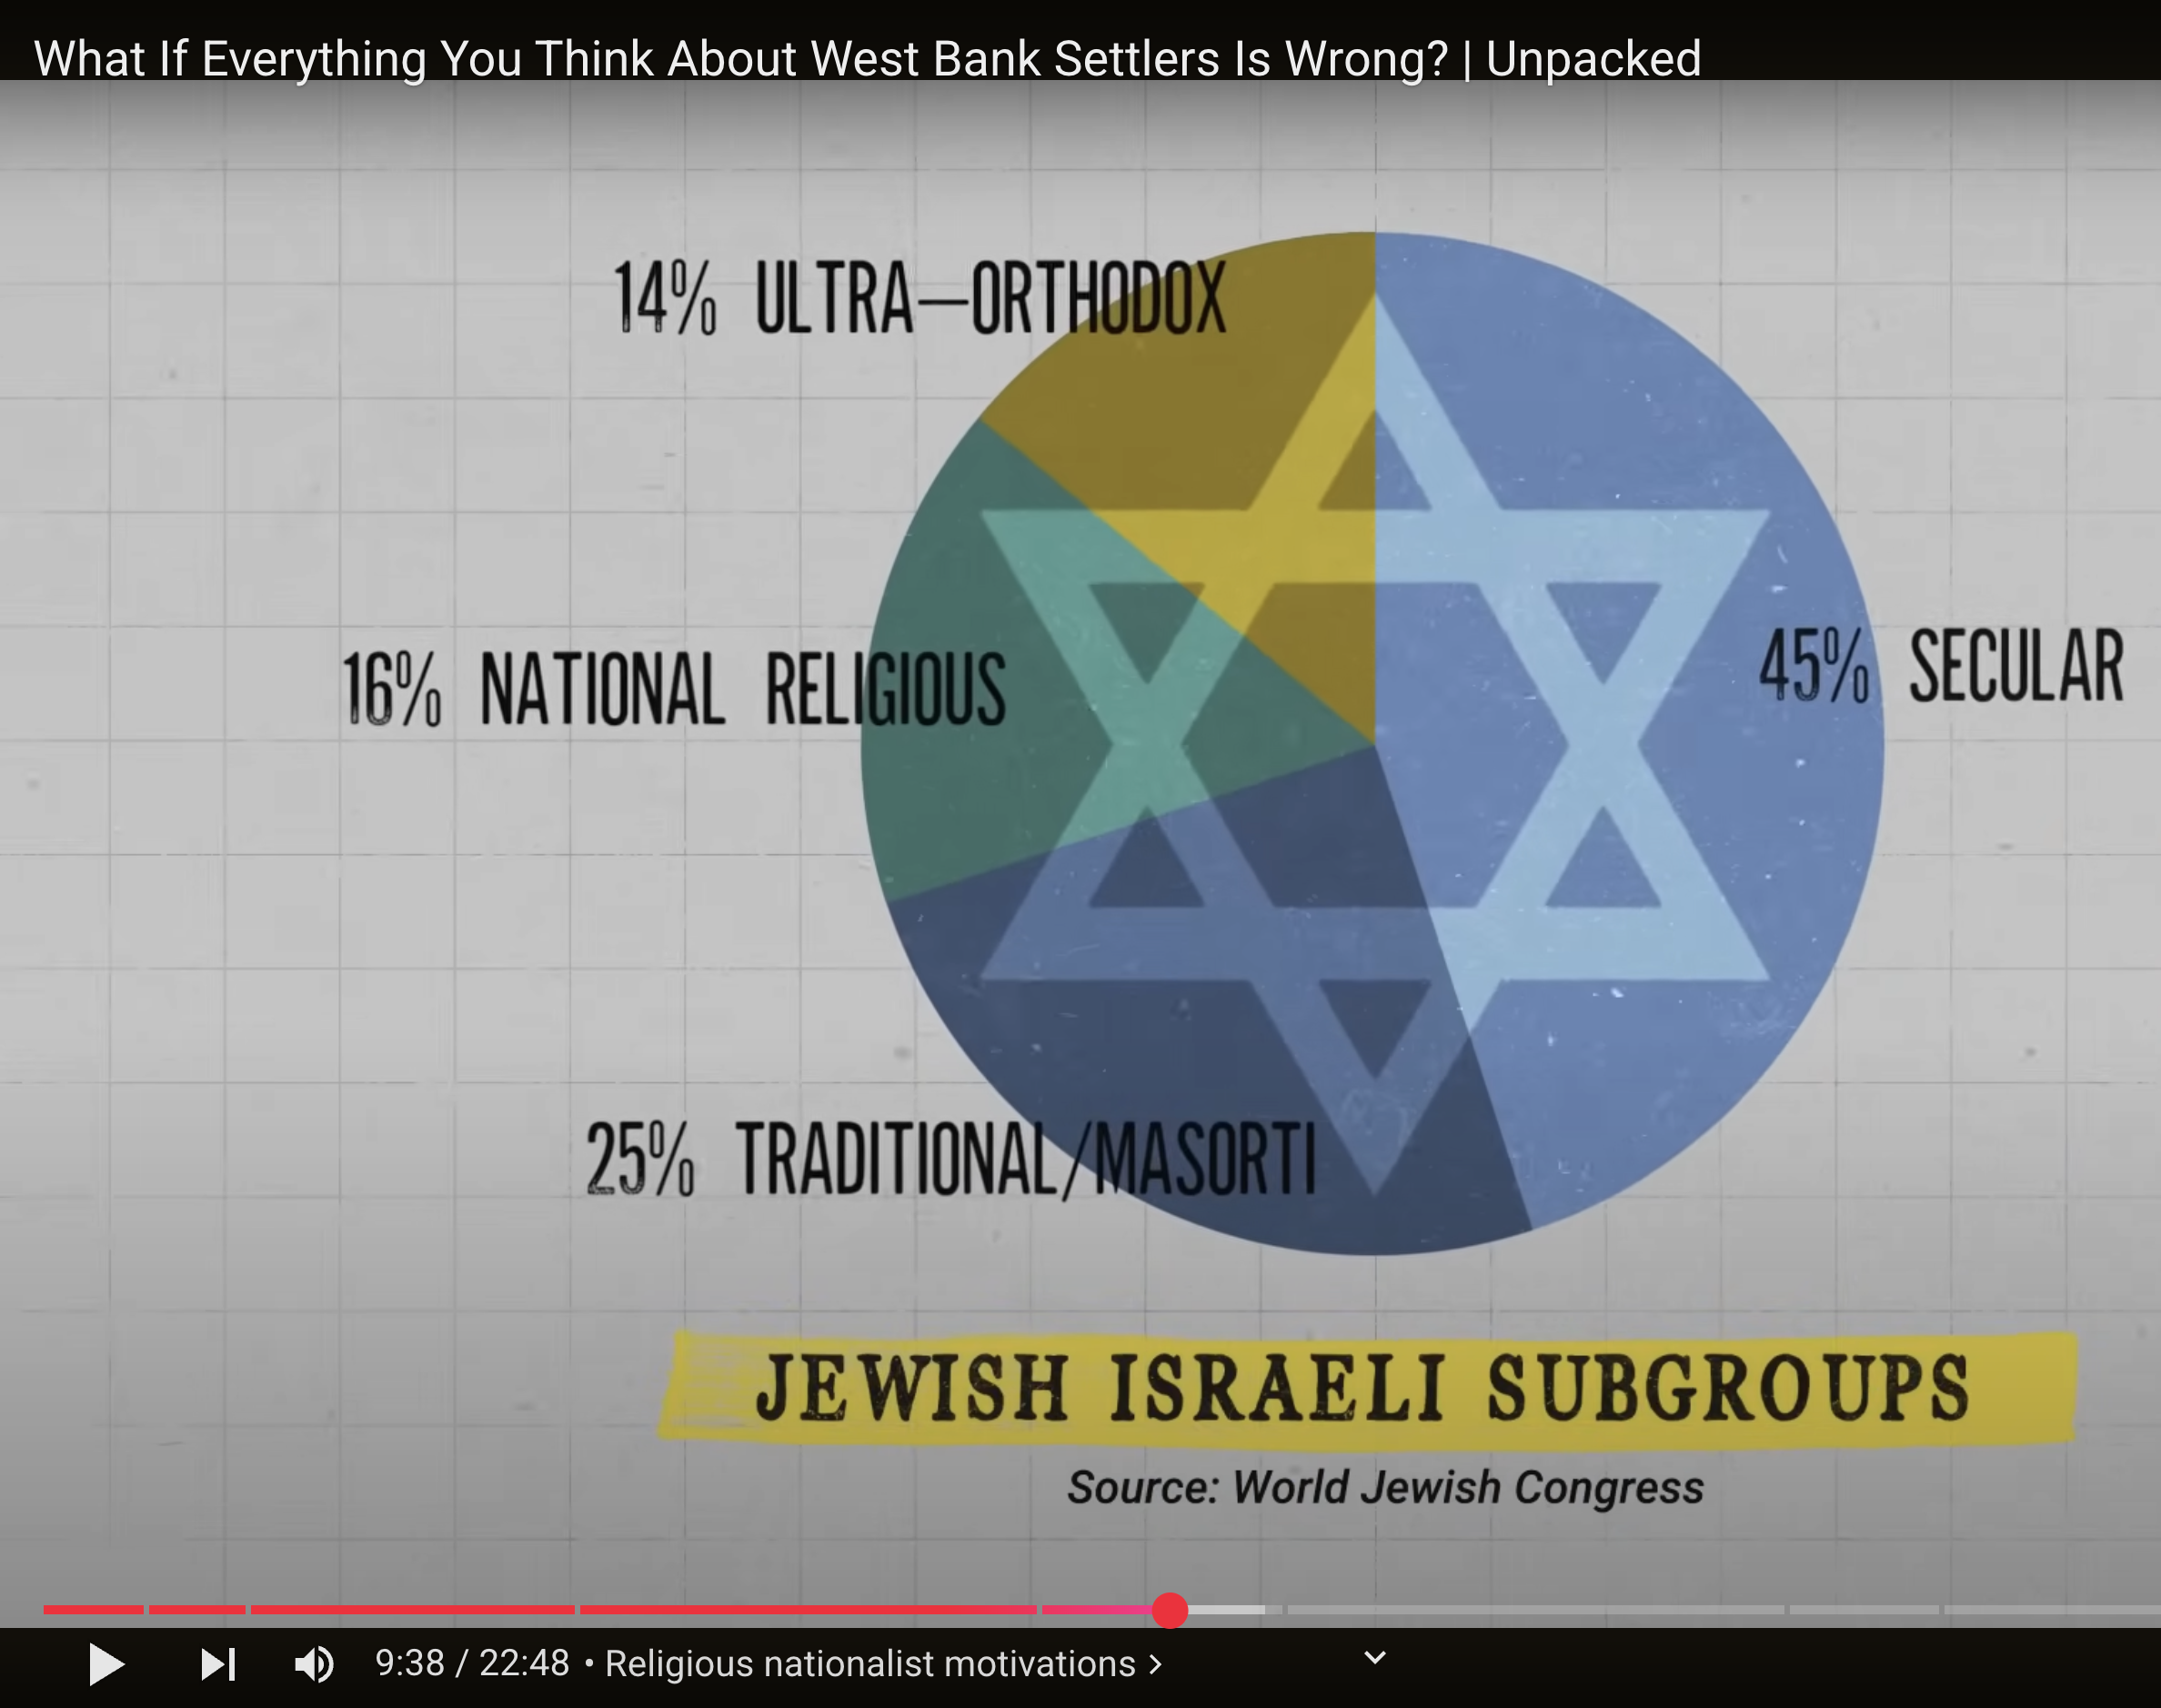 What If Everything You Think About West Bank Settlers Is Wrong? | Unpacked
14% ULTRA–ORTHODOX
45% SECULAR
16% NATIONAL RELIGIOUS
25% TRADITIONAL/MASORTI
JEWISH ISRAELI SUBGROUPS
Source: World Jewish Congress
9:38 / 22:48 • Religious nationalist motivations >